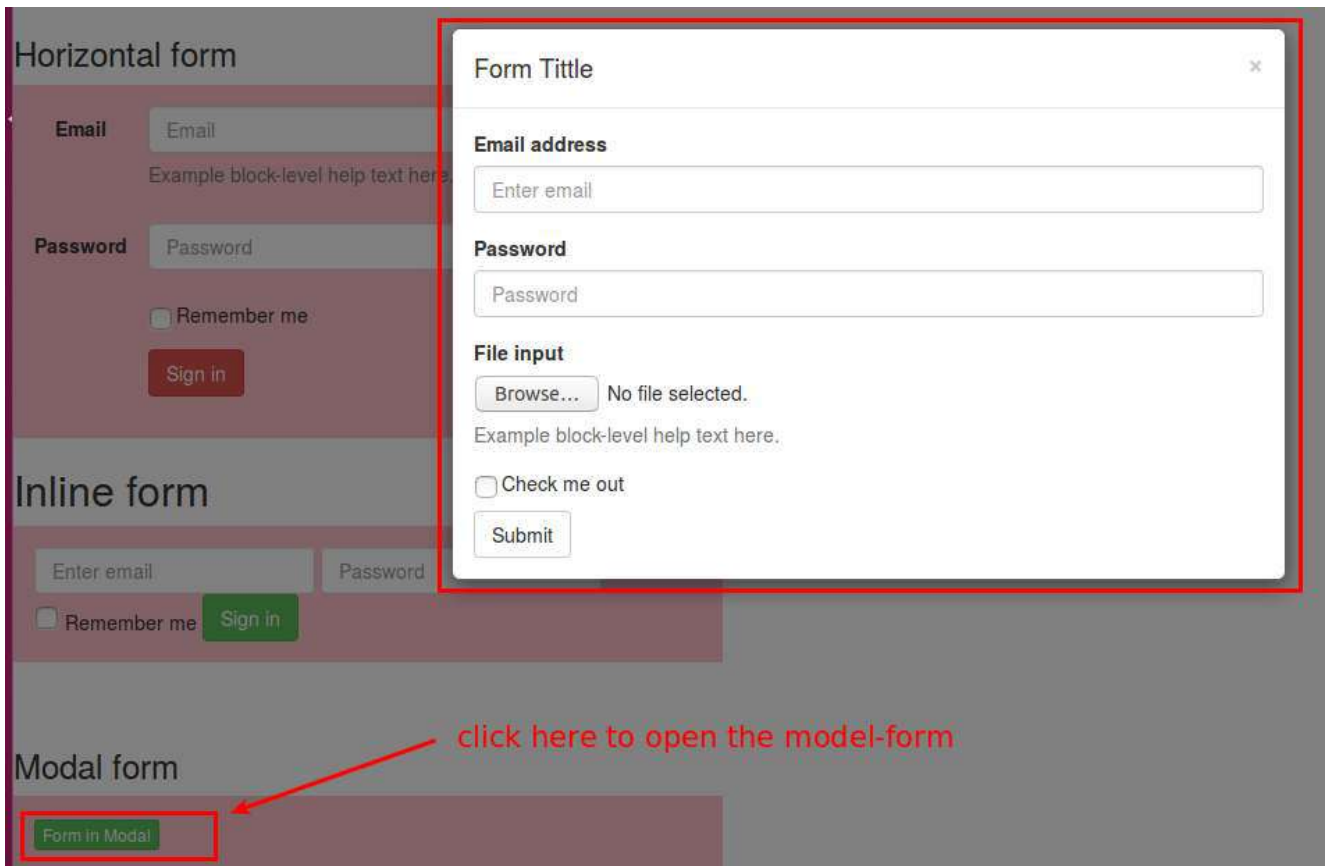 Horizontal form
Email
Email
Example block-level help text here.
Password
Password
Remember me
Sign in
Inline form
Enter email
Password
Remember me
Sign in
Modal form
Form in Modal
click here to open the model-form
Form Tittle
×
Email address
Enter email
Password
Password
File input
Browse... No file selected.
Example block-level help text here.
Check me out
Submit